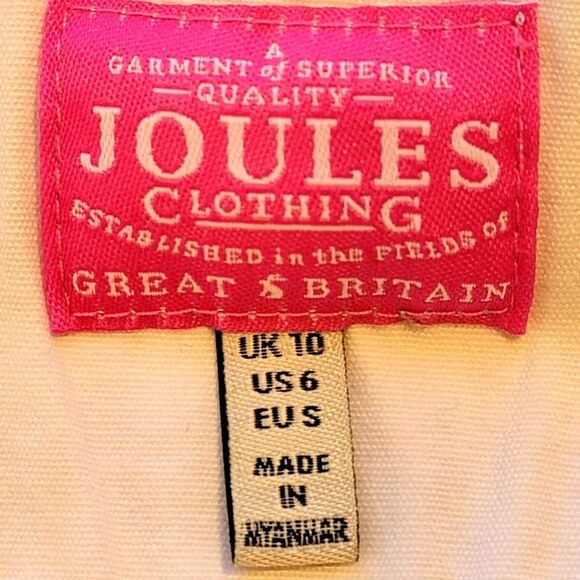 A
GARMENT of SUPERIOR
QUALITY
JOULES
CLOTHING
ESTABLISHED in the FIELDS OF
GREAT BRITAIN
UK 10
US 6
EU S
MADE
IN
MYANMAR